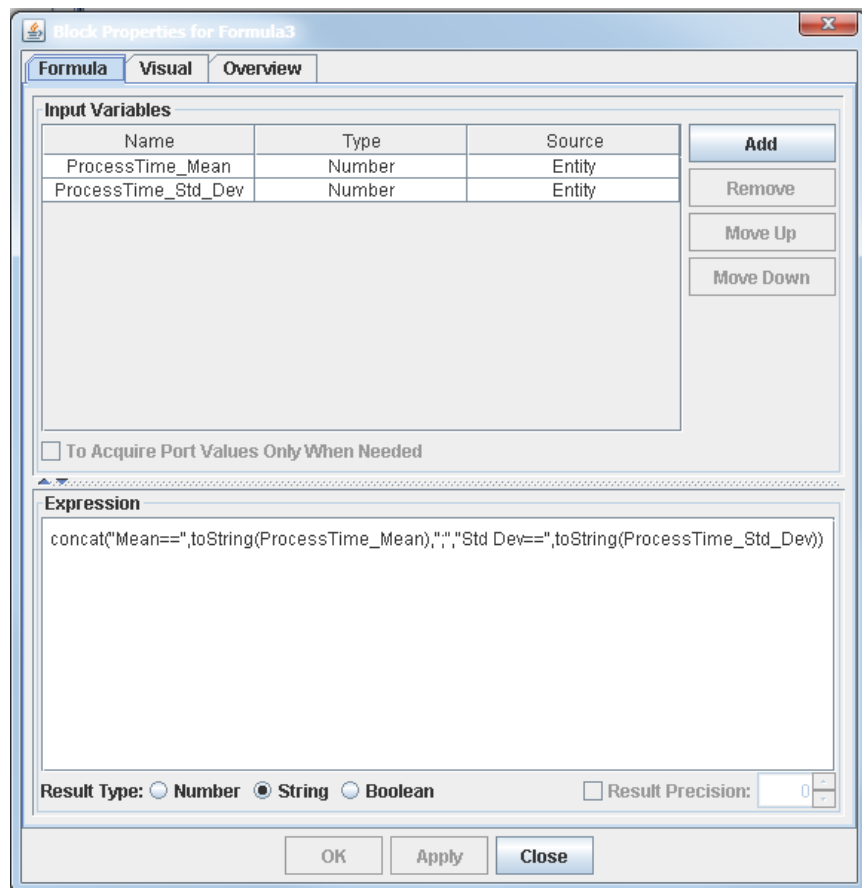 Block Properties for Formula3
Formula Visual Overview
Input Variables
Name Type Source
ProcessTime_Mean Number Entity
ProcessTime_Std_Dev Number Entity
Add
Remove
Move Up
Move Down
To Acquire Port Values Only When Needed
Expression
concat("Mean==",toString(ProcessTime_Mean),";","Std Dev==",toString(ProcessTime_Std_Dev))
Result Type: Number String Boolean Result Precision: 0
OK Apply Close